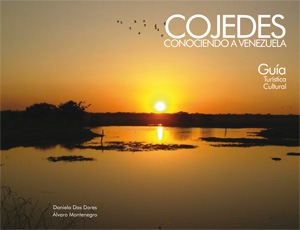 COJEDES
CONOCIENDO A VENEZUELA
Guía
Turística
Cultural
Daniela Dos Dores
Álvaro Montenegro